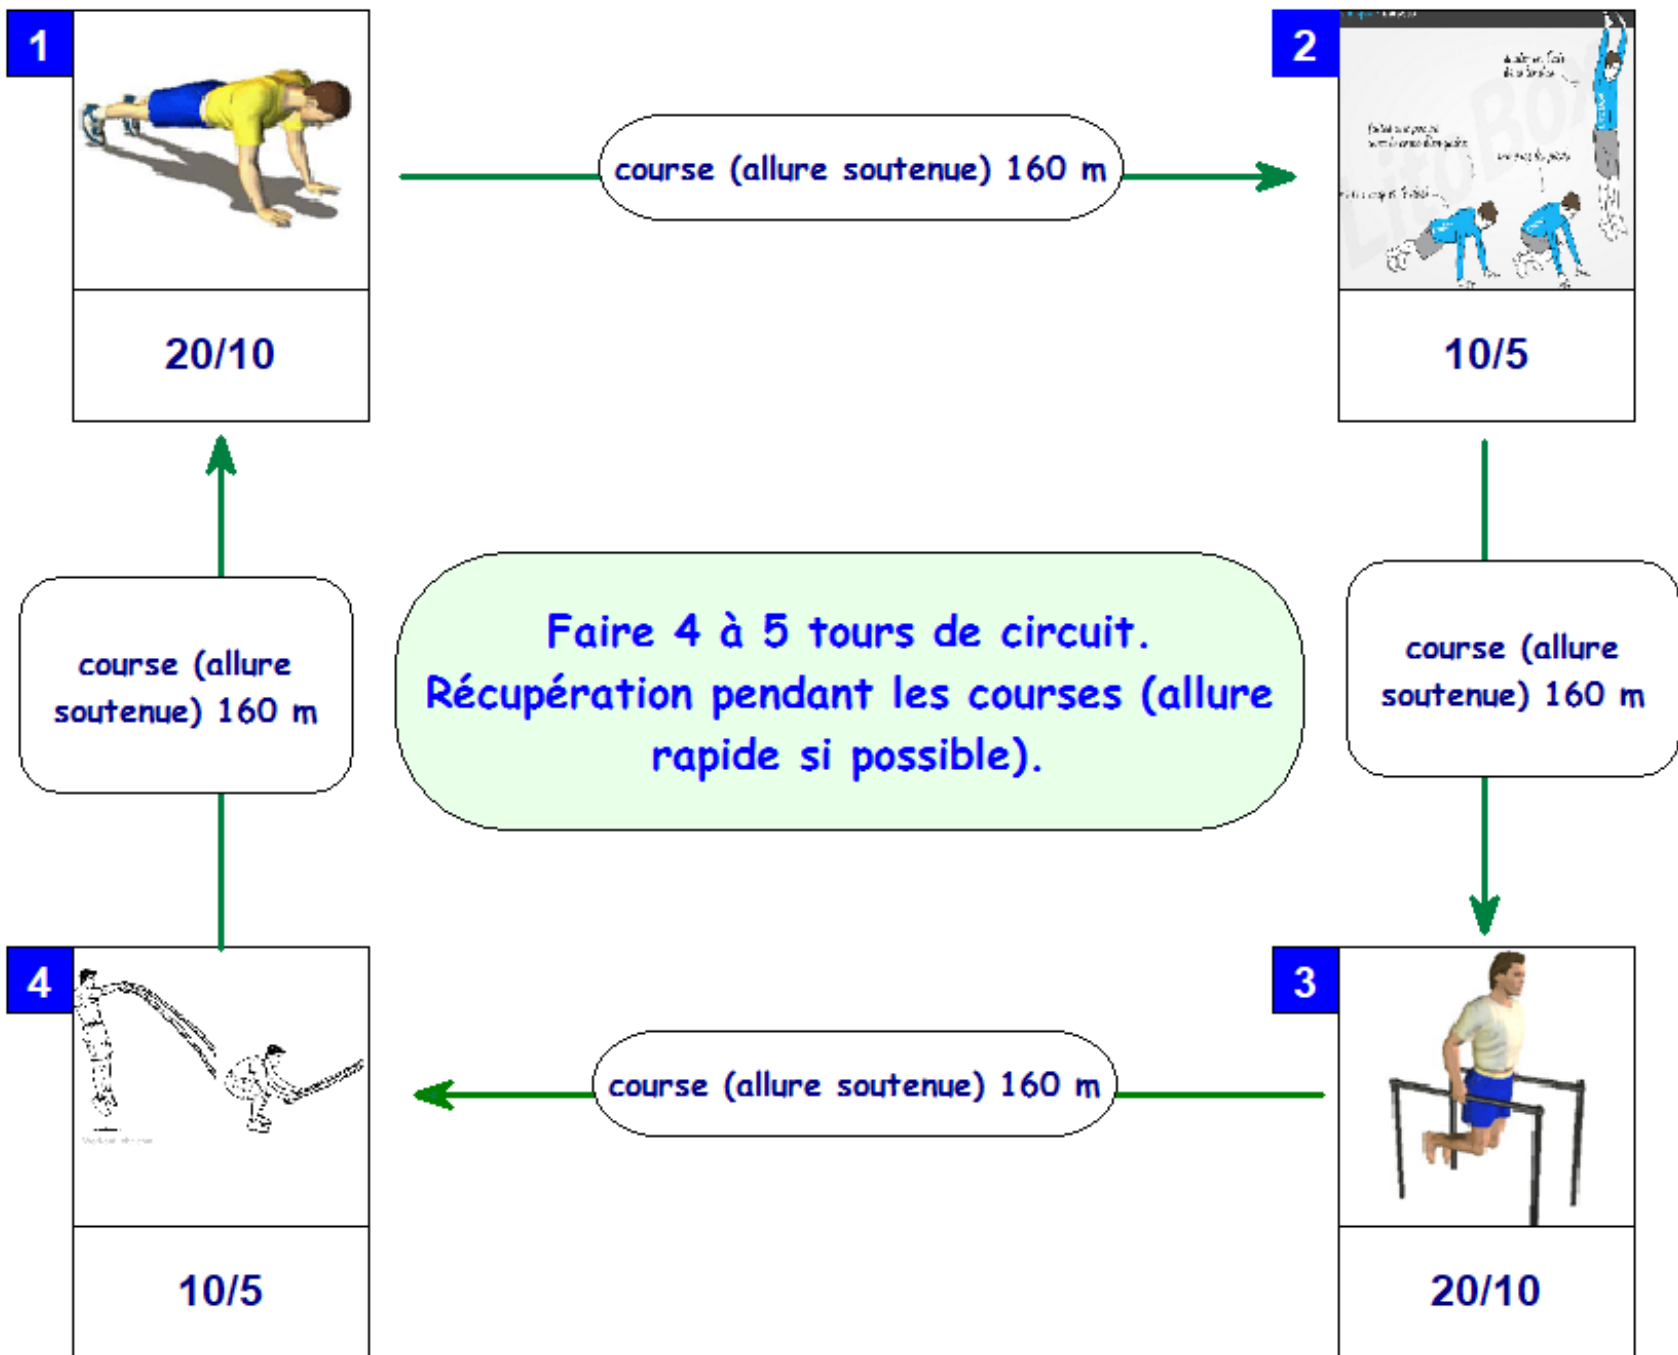 1
20/10
course (allure soutenue) 160 m
2
10/5
course (allure
soutenue) 160 m
Faire 4 à 5 tours de circuit.
Récupération pendant les courses (allure
rapide si possible).
course (allure
soutenue) 160 m
4
10/5
course (allure soutenue) 160 m
3
20/10